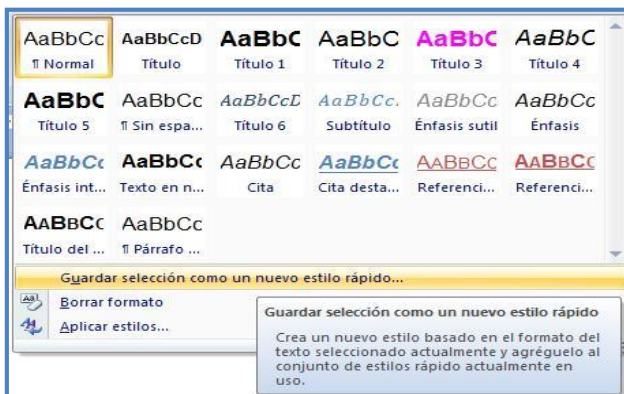 AaBbCc AaBbCcD AaBbC AaBbC AaBbC AaBbC
¶ Normal Título Título 1 Título 2 Título 3 Título 4
AaBbC AaBbCc AaBbCcD AaBbCc. AaBbCc AaBbCc
Título 5 ¶ Sin espa... Título 6 Subtítulo Énfasis sutil Énfasis
AaBbCc AaBbCc AaBbCc AaBbCc AaBbCc AaBbCc
Énfasis int... Texto en n... Cita Cita desta... Referenci... Referenci...
AaBbCc AaBbCc
Título del ... ¶ Párrafo ...
Guardar selección como un nuevo estilo rápido...
Borrar formato
Aplicar estilos...
Guardar selección como un nuevo estilo rápido
Crea un nuevo estilo basado en el formato del
texto seleccionado actualmente y agréguelo al
conjunto de estilos rápido actualmente en
uso.